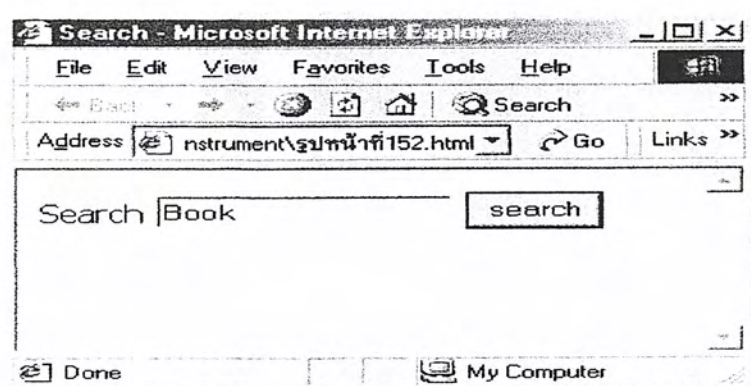 Search - Microsoft Internet Explorer
File Edit View Favorites Tools Help
Back Search »
Address nstrument\รูปหน้าที่152.html Go Links »
Search Book search
Done My Computer